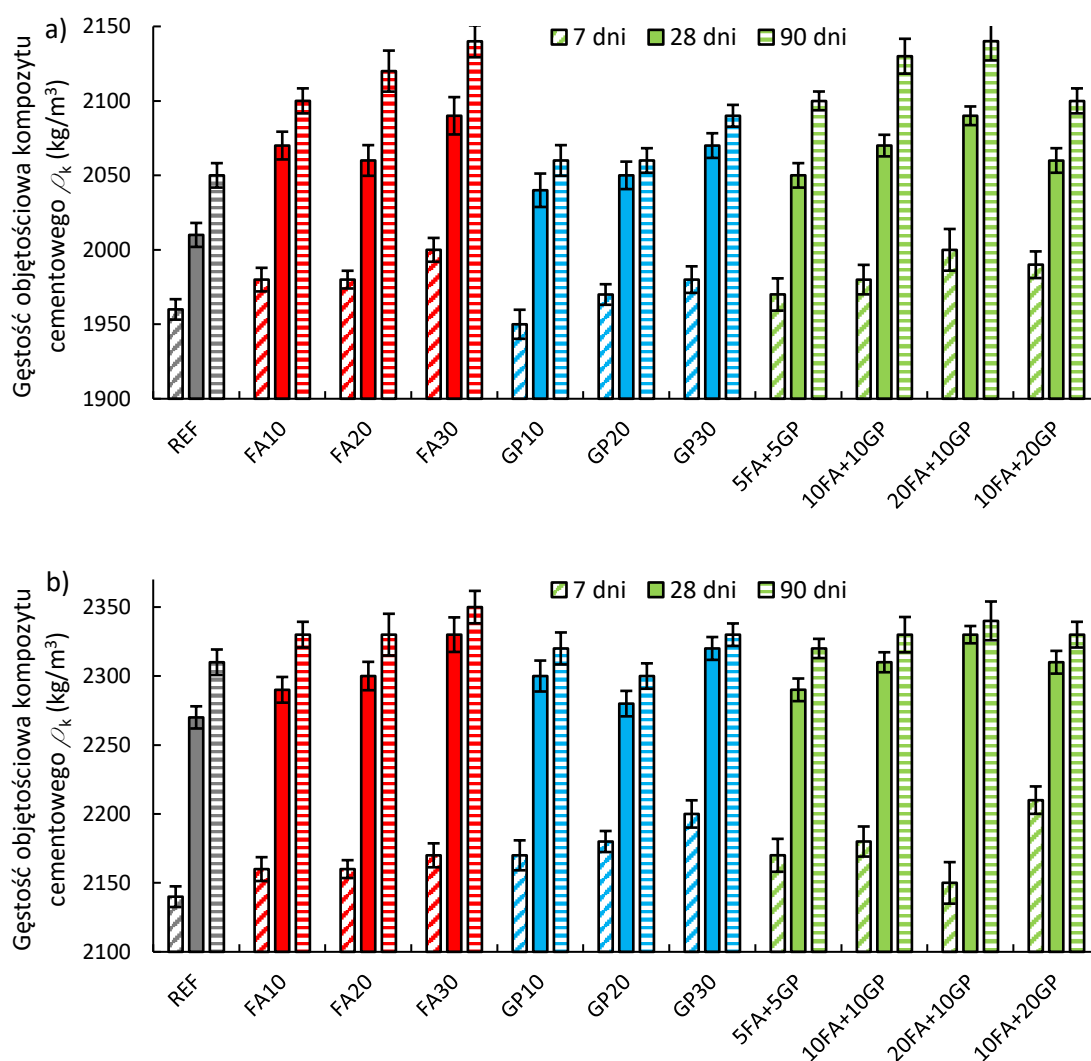 a)
7 dni 28 dni 90 dni
Gęstość objętościowa kompozytu
cementowego ρk (kg/m³)
2150
2100
2050
2000
1950
1900
REF FA10 FA20 FA30 GP10 GP20 GP30 5FA+5GP 10FA+10GP 20FA+10GP 10FA+20GP
b)
7 dni 28 dni 90 dni
Gęstość objętościowa kompozytu
cementowego ρk (kg/m³)
2350
2300
2250
2200
2150
2100
REF FA10 FA20 FA30 GP10 GP20 GP30 5FA+5GP 10FA+10GP 20FA+10GP 10FA+20GP